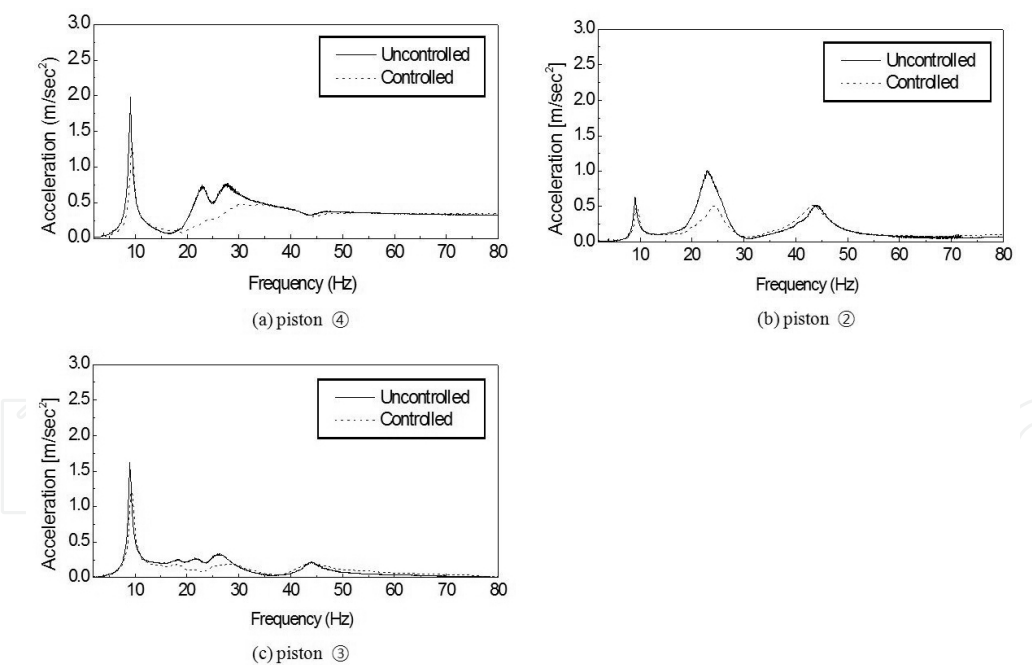 3.0
2.5
2.0
1.5
1.0
0.5
0.0
Acceleration (m/sec²)
Uncontrolled
Controlled
10 20 30 40 50 60 70 80
Frequency (Hz)
(a) piston ④
3.0
2.5
2.0
1.5
1.0
0.5
0.0
Acceleration [m/sec²]
Uncontrolled
Controlled
10 20 30 40 50 60 70 80
Frequency (Hz)
(b) piston ②
3.0
2.5
2.0
1.5
1.0
0.5
0.0
Acceleration [m/sec²]
Uncontrolled
Controlled
10 20 30 40 50 60 70 80
Frequency (Hz)
(c) piston ③